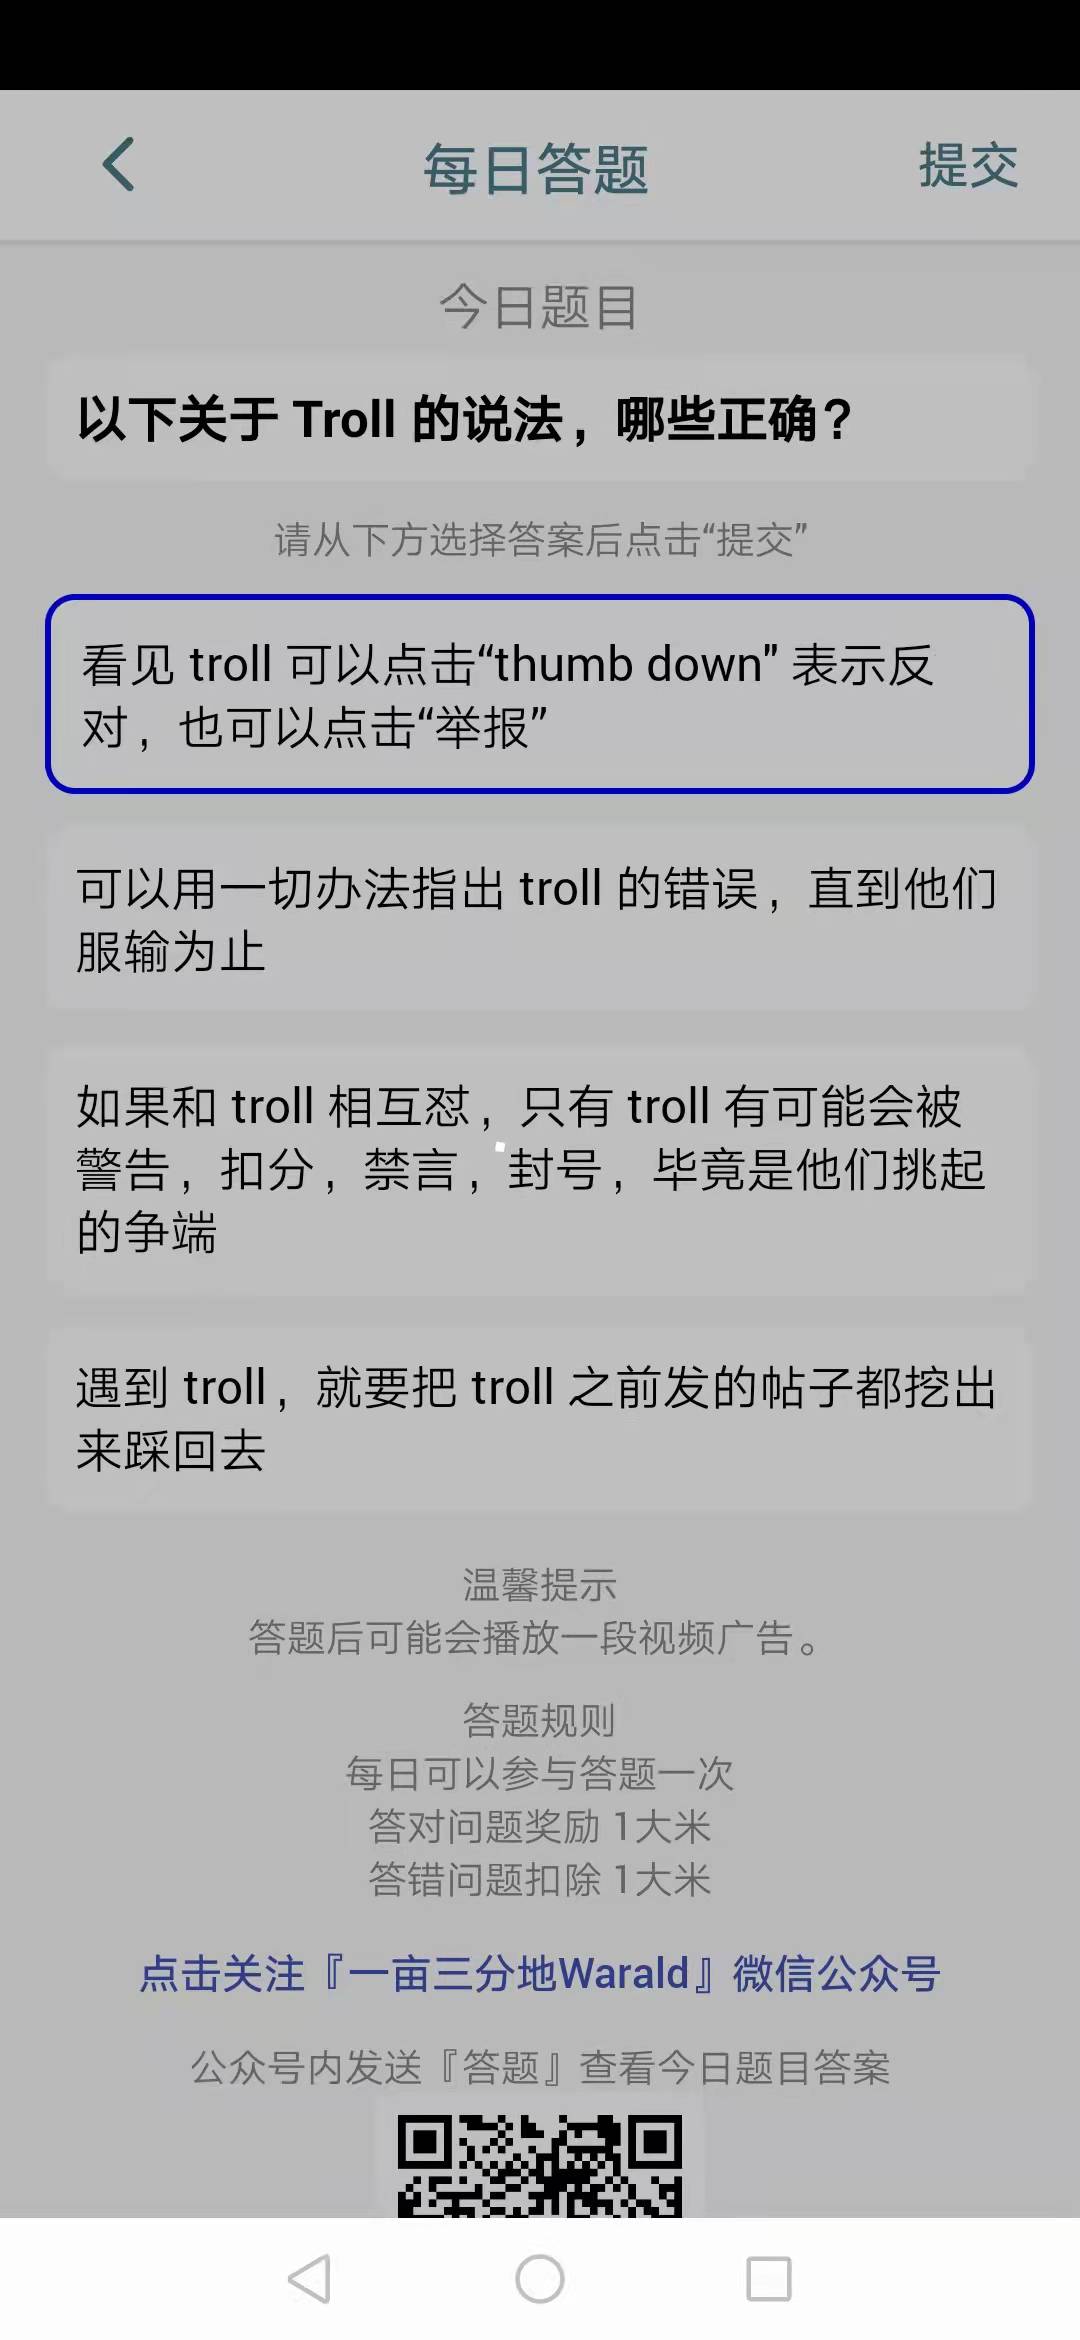 每日答题
提交
今日题目
以下关于 Troll 的说法，哪些正确？
请从下方选择答案后点击“提交”
看见 troll 可以点击“thumb down” 表示反
对，也可以点击“举报”
可以用一切办法指出 troll 的错误，直到他们
服输为止
如果和 troll 相互怼，只有 troll 有可能会被
警告，扣分，禁言，封号，毕竟是他们挑起
的争端
遇到 troll，就要把 troll 之前发的帖子都挖出
来踩回去
温馨提示
答题后可能会播放一段视频广告。
答题规则
每日可以参与答题一次
答对问题奖励 1大米
答错问题扣除 1大米
点击关注『一亩三分地Warald』微信公众号
公众号内发送『答题』查看今日题目答案